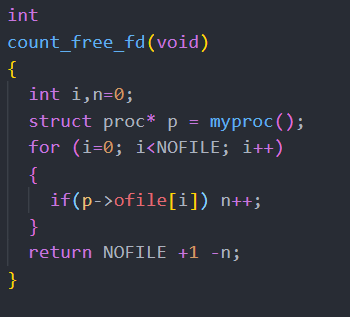 int
count_free_fd(void)
{
  int i,n=0;
  struct proc* p = myproc();
  for (i=0; i<NOFILE; i++)
  {
    if(p->ofile[i]) n++;
  }
  return NOFILE +1 -n;
}